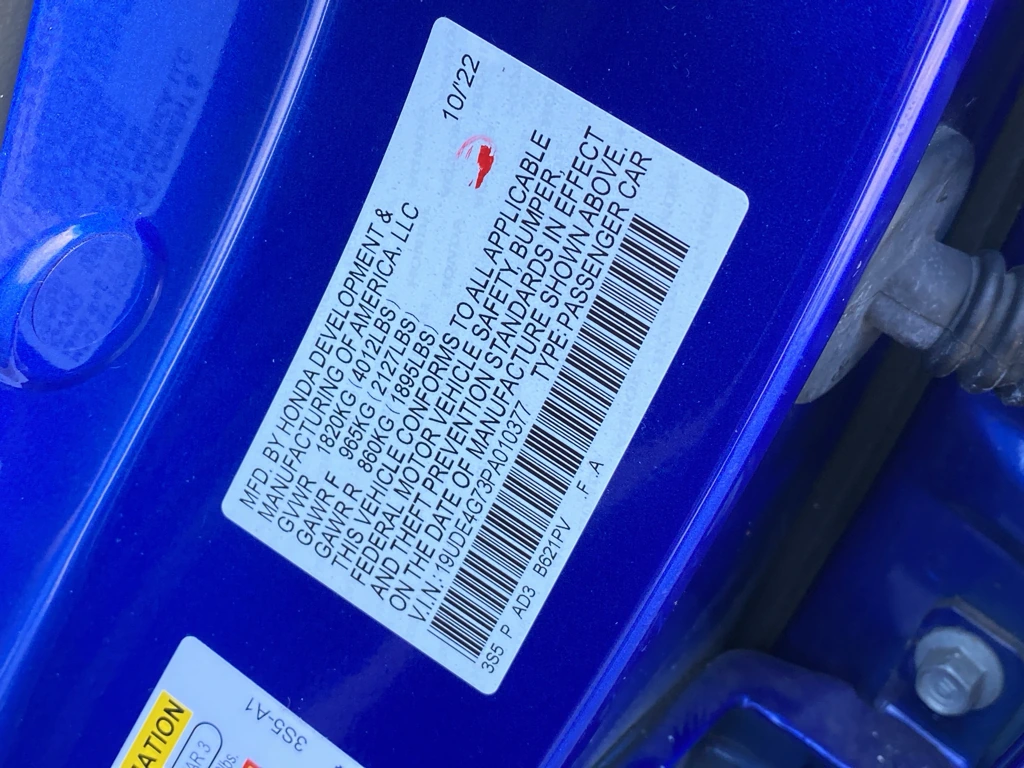 MFD. BY HONDA DEVELOPMENT &
MANUFACTURING OF AMERICA, LLC 10/'22
GVWR 1820KG (4012LBS)
GAWR F 965KG (2127LBS)
GAWR R 860KG (1895LBS)
THIS VEHICLE CONFORMS TO ALL APPLICABLE
FEDERAL MOTOR VEHICLE SAFETY, BUMPER,
AND THEFT PREVENTION STANDARDS IN EFFECT
ON THE DATE OF MANUFACTURE SHOWN ABOVE.
V.I.N.: 19UDE4G73PA010377 TYPE:PASSENGER CAR
3S5 P AD3 B621PV .F A
3S5-A1